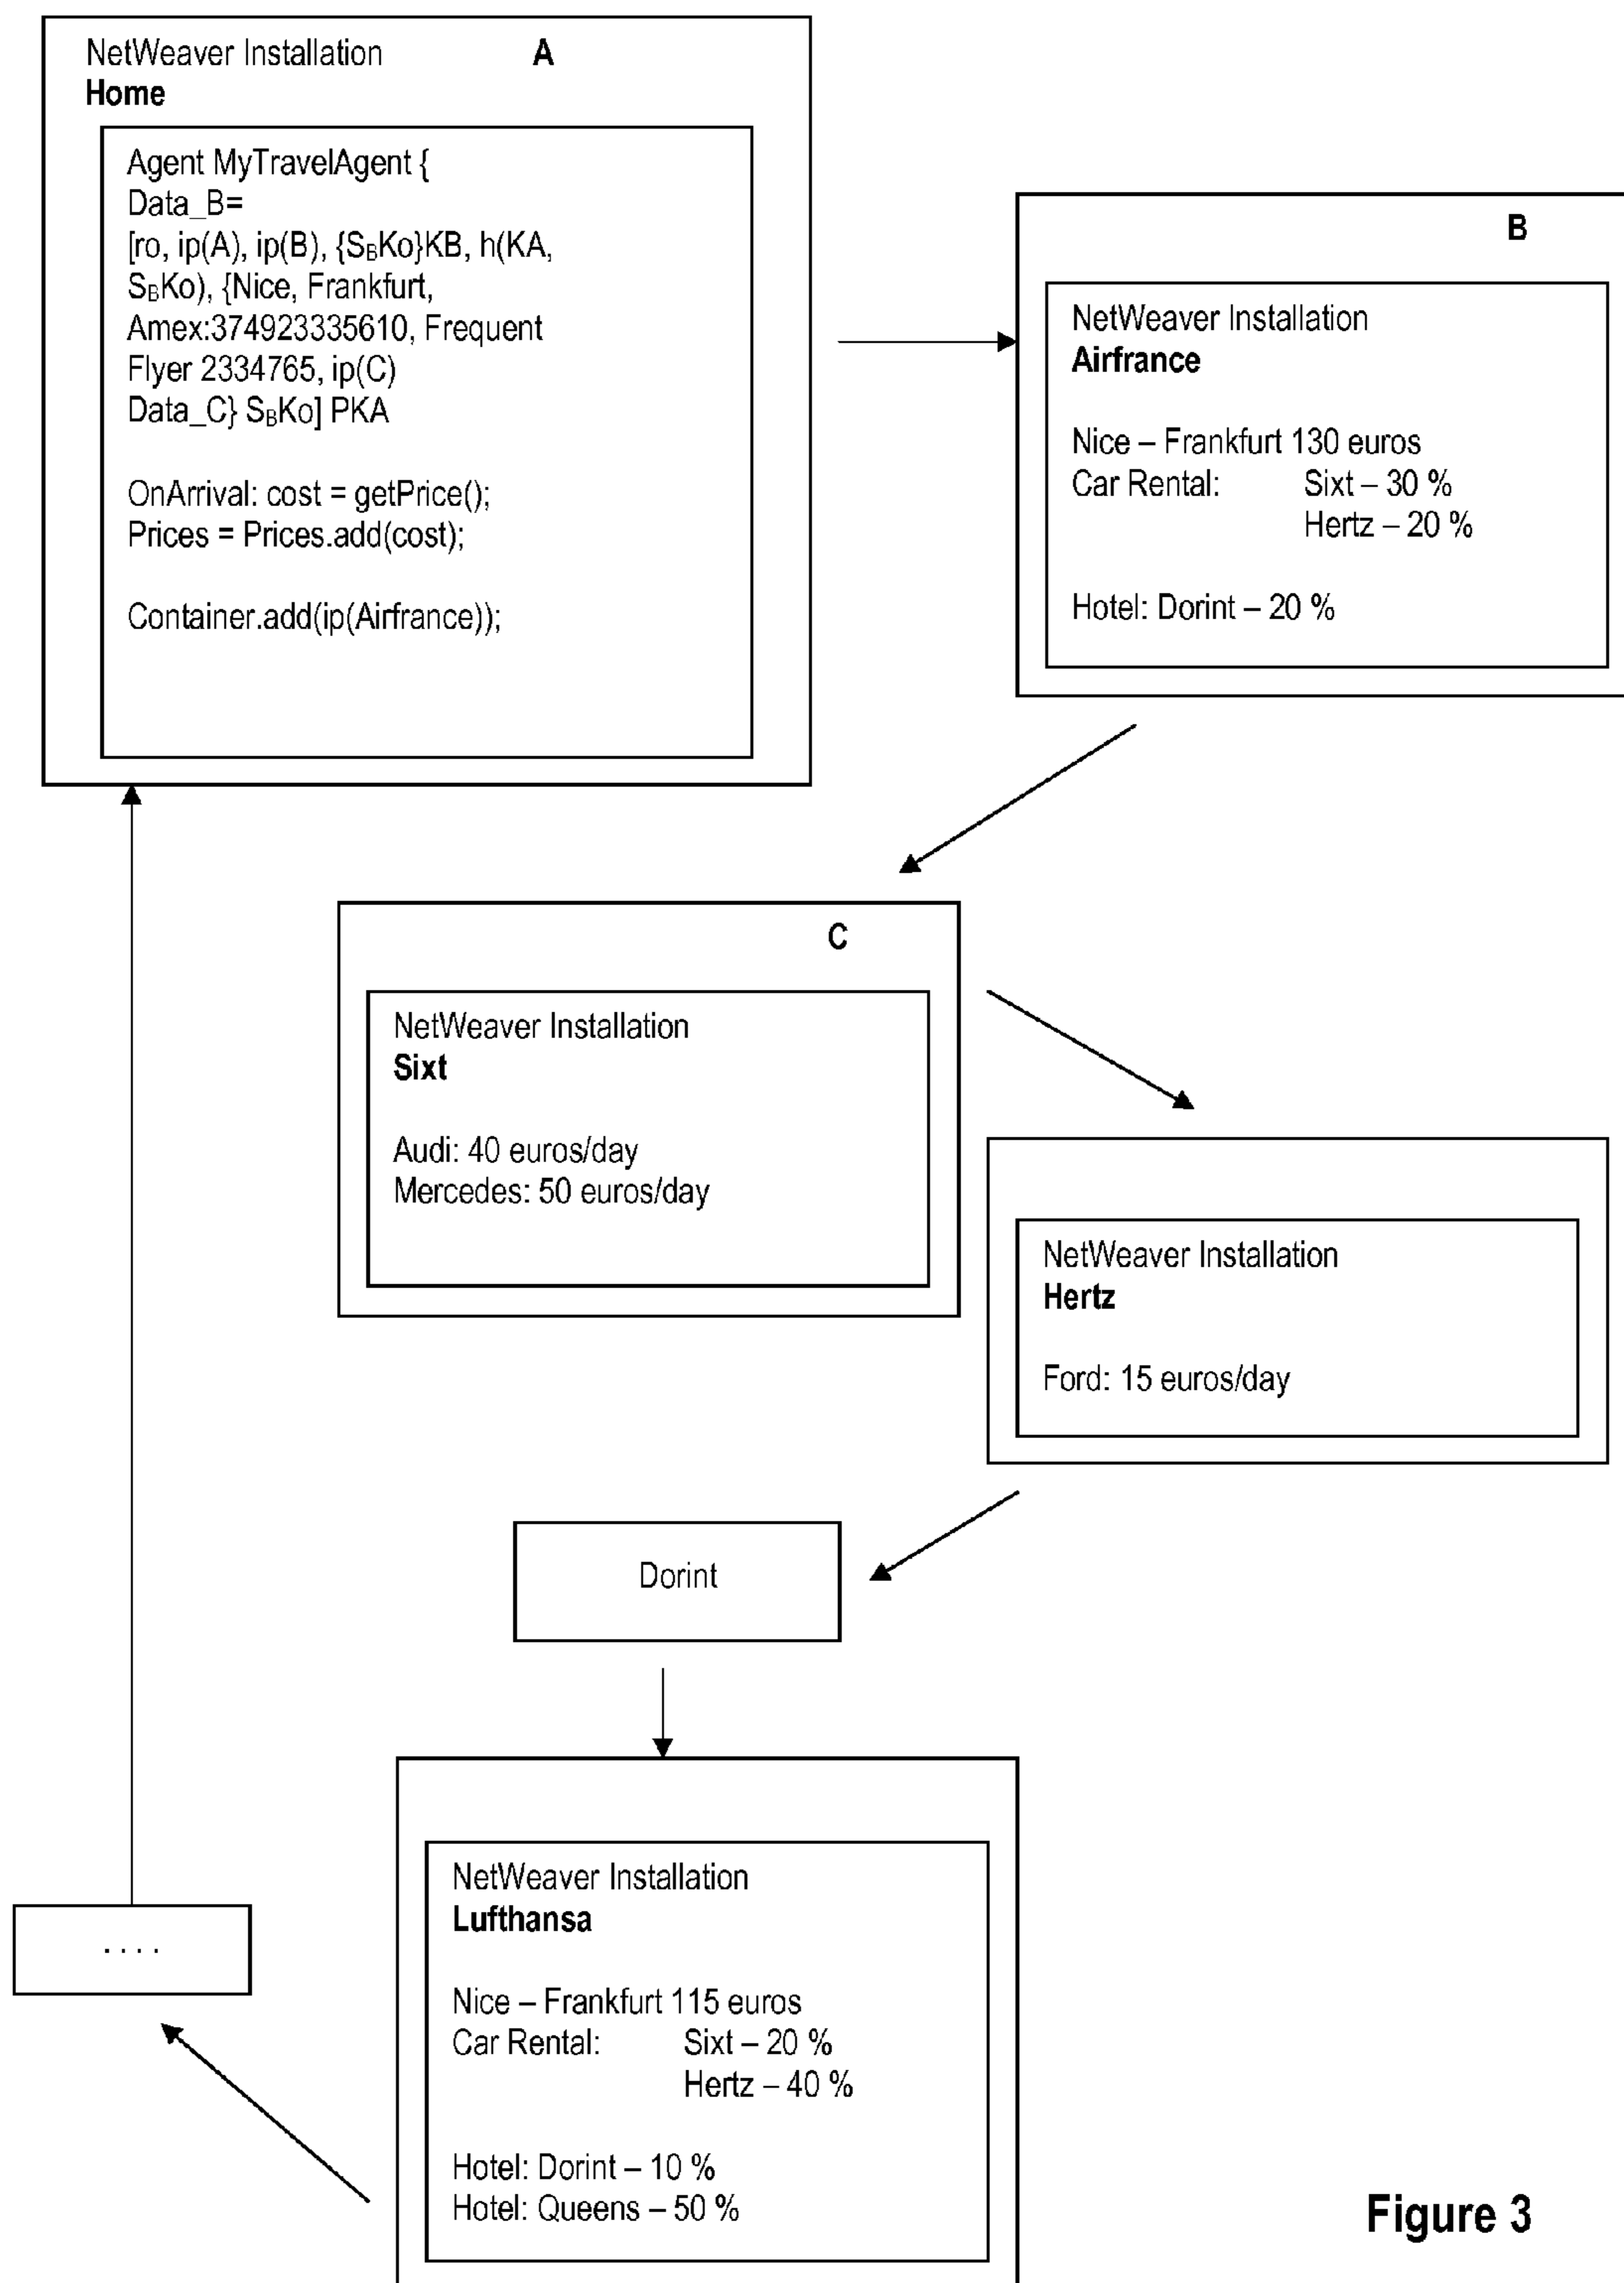 NetWeaver Installation A
Home
Agent MyTravelAgent {
Data_B=
[ro, ip(A), ip(B), {SBKo}KB, h(KA,
SBKo), {Nice, Frankfurt,
Amex:374923335610, Frequent
Flyer 2334765, ip(C)
Data_C} SBKo] PKA
OnArrival: cost = getPrice();
Prices = Prices.add(cost);
Container.add(ip(Airfrance));
B
NetWeaver Installation
Airfrance
Nice – Frankfurt 130 euros
Car Rental: Sixt – 30 %
Hertz – 20 %
Hotel: Dorint – 20 %
C
NetWeaver Installation
Sixt
Audi: 40 euros/day
Mercedes: 50 euros/day
NetWeaver Installation
Hertz
Ford: 15 euros/day
Dorint
NetWeaver Installation
Lufthansa
Nice – Frankfurt 115 euros
Car Rental: Sixt – 20 %
Hertz – 40 %
Hotel: Dorint – 10 %
Hotel: Queens – 50 %
. . . .
Figure 3